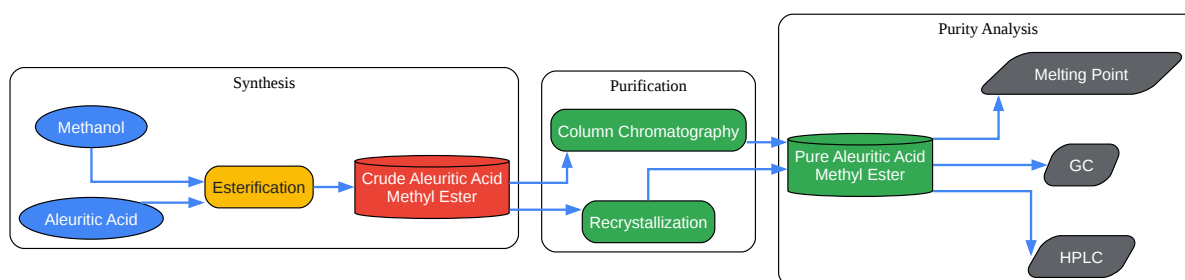 Synthesis
Methanol
Aleuritic Acid
Esterification
Crude Aleuritic Acid
Methyl Ester
Purification
Column Chromatography
Recrystallization
Purity Analysis
Pure Aleuritic Acid
Methyl Ester
Melting Point
GC
HPLC